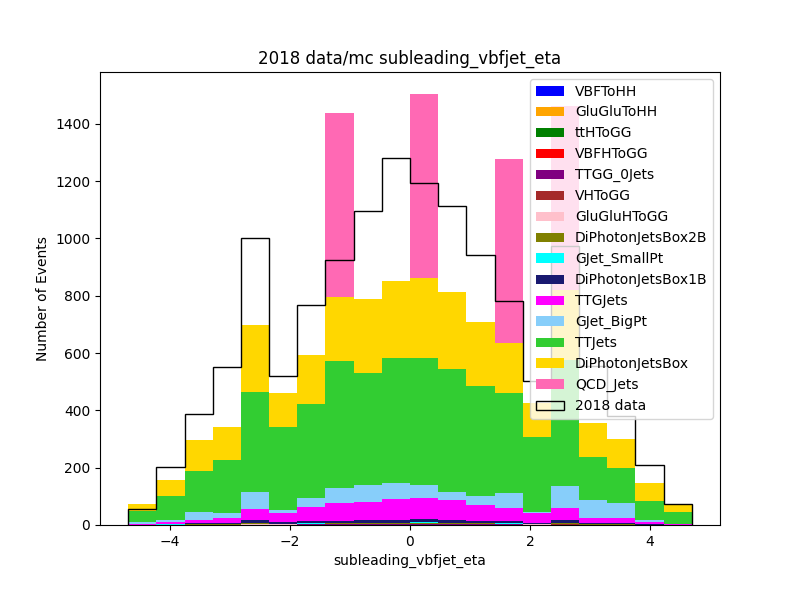 2018 data/mc subleading_vbfjet_eta
Number of Events
1400
1200
1000
800
600
400
200
0
−4
−2
0
2
4
subleading_vbfjet_eta
VBFToHH
GluGluToHH
ttHToGG
VBFHToGG
TTGG_0Jets
VHToGG
GluGluHToGG
DiPhotonJetsBox2B
GJet_SmallPt
DiPhotonJetsBox1B
TTGJets
GJet_BigPt
TTJets
DiPhotonJetsBox
QCD_Jets
2018 data